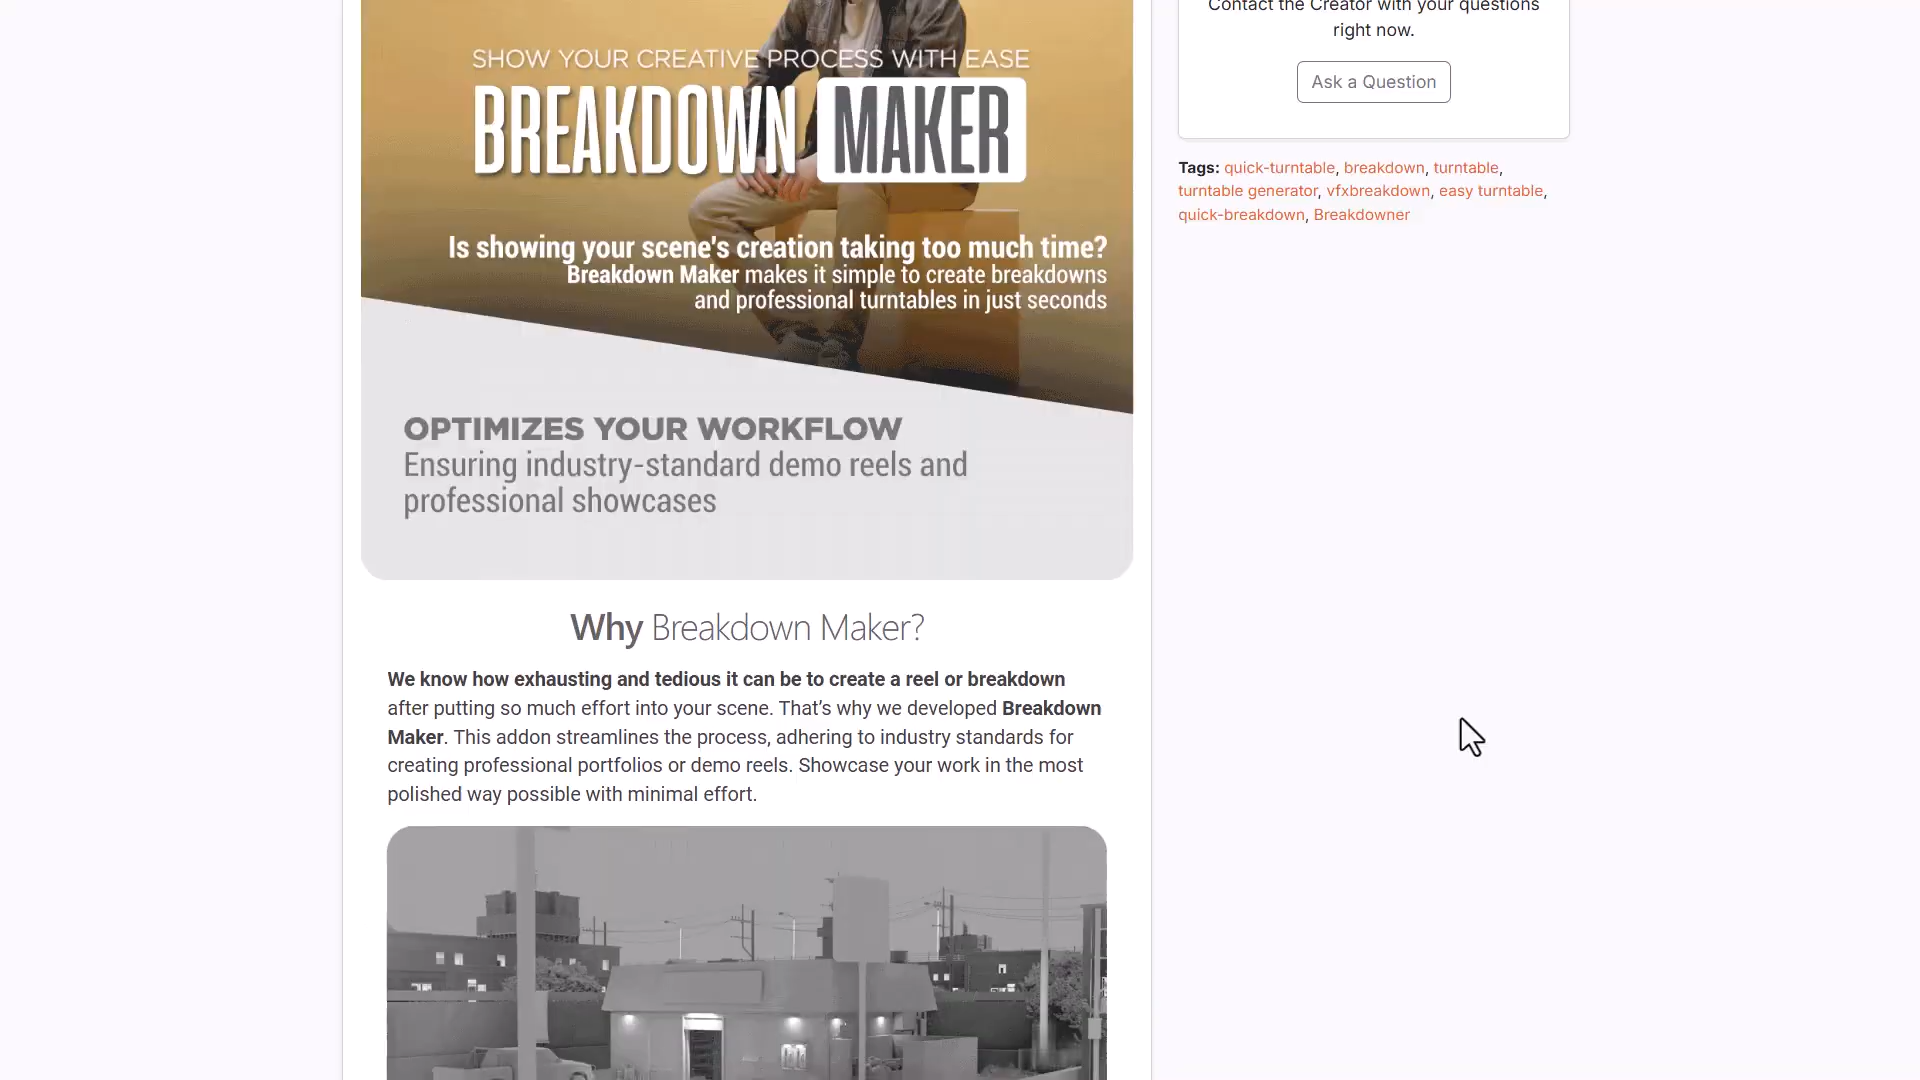 Contact the Creator with your questions
right now.
Ask a Question
Tags: quick-turntable, breakdown, turntable,
turntable generator, vfxbreakdown, easy turntable,
quick-breakdown, Breakdowner
SHOW YOUR CREATIVE PROCESS WITH EASE
BREAKDOWN MAKER
Is showing your scene's creation taking too much time?
Breakdown Maker makes it simple to create breakdowns
and professional turntables in just seconds
OPTIMIZES YOUR WORKFLOW
Ensuring industry-standard demo reels and
professional showcases
Why Breakdown Maker?
We know how exhausting and tedious it can be to create a reel or breakdown
after putting so much effort into your scene. That’s why we developed Breakdown
Maker. This addon streamlines the process, adhering to industry standards for
creating professional portfolios or demo reels. Showcase your work in the most
polished way possible with minimal effort.